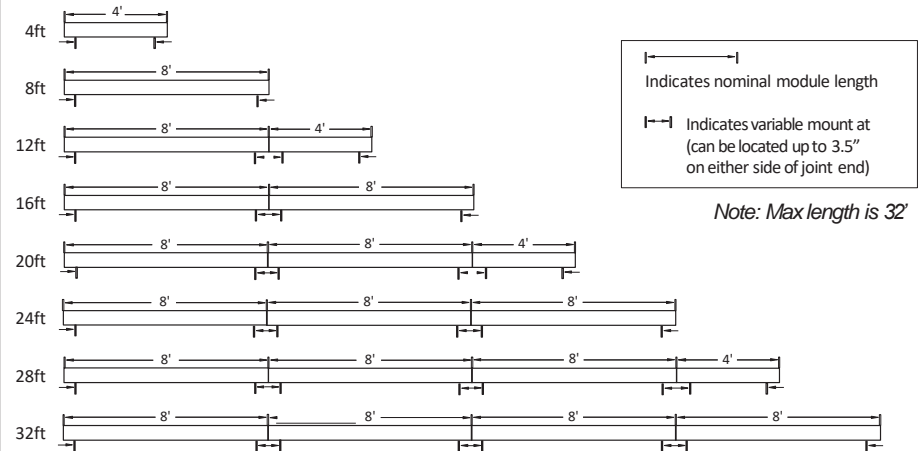 4'
4ft
8'
8ft
8' 4'
12ft
8' 8'
16ft
8' 8' 4'
20ft
8' 8' 8'
24ft
8' 8' 8' 4'
28ft
8' 8' 8' 8'
32ft
Indicates nominal module length
Indicates variable mount at
(can be located up to 3.5”
on either side of joint end)
Note: Max length is 32’